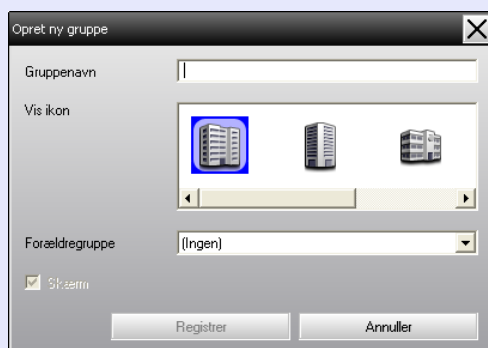 Opret ny gruppe
Gruppenavn
Vis ikon
Forældregruppe
(Ingen)
Skærm
Registrer
Annuller